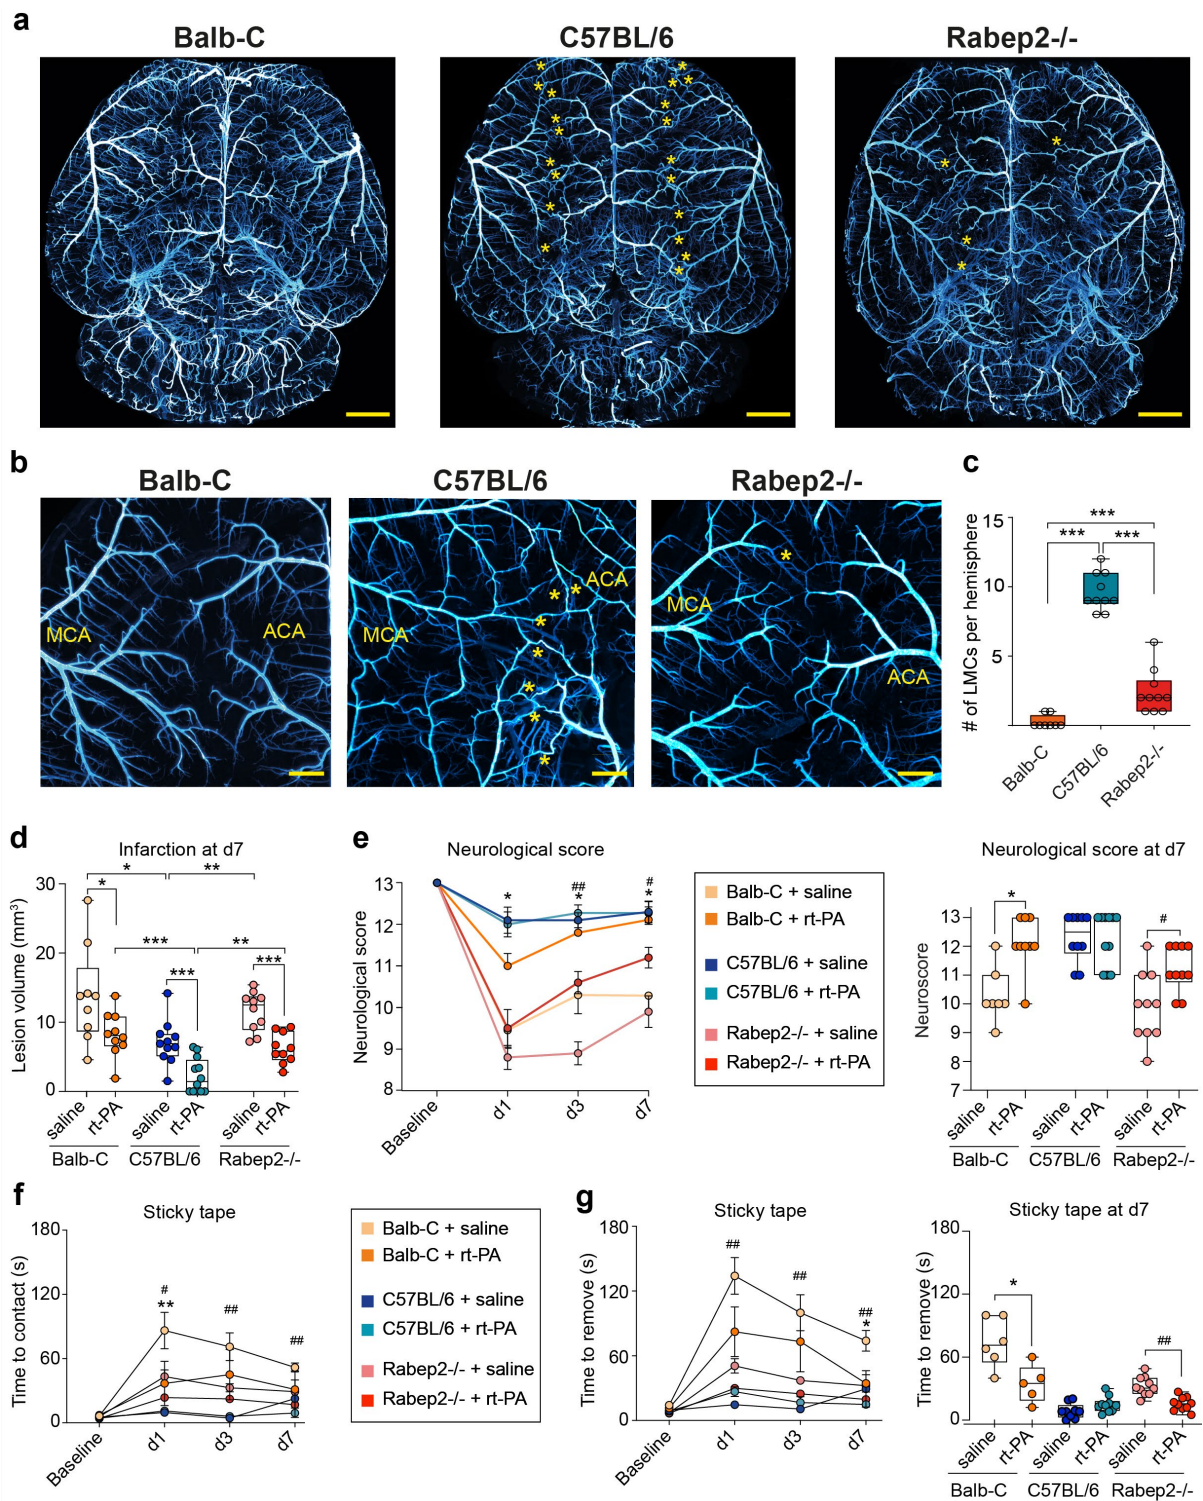 a
Balb-C
C57BL/6
Rabep2-/-
* * * * * * * * * * * * * * * * * * * *
* * * *
b
Balb-C
C57BL/6
Rabep2-/-
MCA
ACA
MCA
ACA
* * * * * * *
MCA
ACA
*
c
# of LMCs per hemisphere
15
10
5
***
*** ***
Balb-C
C57BL/6
Rabep2-/-
d
Infarction at d7
Lesion volume (mm³)
30
20
10
0
* **
*
*** **
*** ***
saline
rt-PA
saline
rt-PA
saline
rt-PA
Balb-C
C57BL/6
Rabep2-/-
e
Neurological score
Neurological score
13
12
11
10
9
8
*
##
*
#
*
Baseline
d1
d3
d7
Balb-C + saline
Balb-C + rt-PA
C57BL/6 + saline
C57BL/6 + rt-PA
Rabep2-/- + saline
Rabep2-/- + rt-PA
Neurological score at d7
Neuroscore
13
12
11
10
9
8
7
*
#
saline
rt-PA
saline
rt-PA
saline
rt-PA
Balb-C
C57BL/6
Rabep2-/-
f
Sticky tape
Time to contact (s)
180
120
60
0
#
**
##
##
Baseline
d1
d3
d7
Balb-C + saline
Balb-C + rt-PA
C57BL/6 + saline
C57BL/6 + rt-PA
Rabep2-/- + saline
Rabep2-/- + rt-PA
g
Sticky tape
Time to remove (s)
180
120
60
0
##
##
##
*
Baseline
d1
d3
d7
Sticky tape at d7
Time to remove (s)
180
120
60
0
*
##
saline
rt-PA
saline
rt-PA
saline
rt-PA
Balb-C
C57BL/6
Rabep2-/-